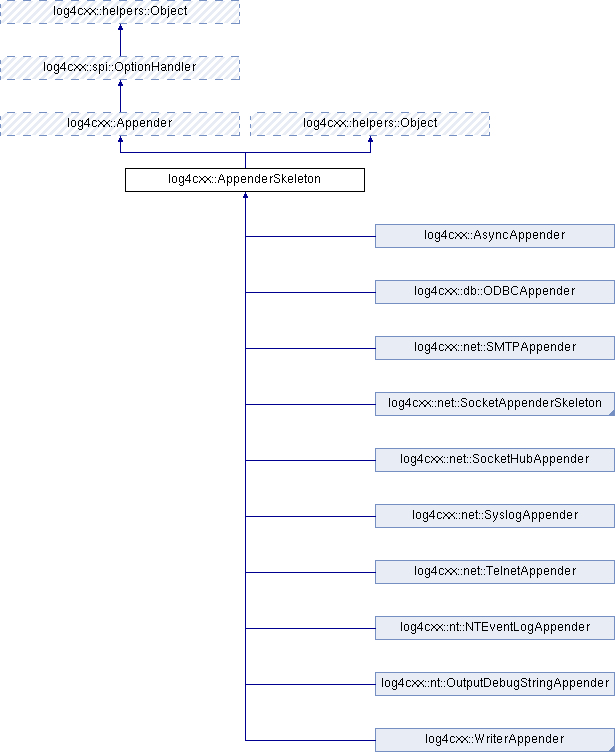 log4cxx::helpers::Object
log4cxx::spi::OptionHandler
log4cxx::Appender
log4cxx::helpers::Object
log4cxx::AppenderSkeleton
log4cxx::AsyncAppender
log4cxx::db::ODBCAppender
log4cxx::net::SMTPAppender
log4cxx::net::SocketAppenderSkeleton
log4cxx::net::SocketHubAppender
log4cxx::net::SyslogAppender
log4cxx::net::TelnetAppender
log4cxx::nt::NTEventLogAppender
log4cxx::nt::OutputDebugStringAppender
log4cxx::WriterAppender